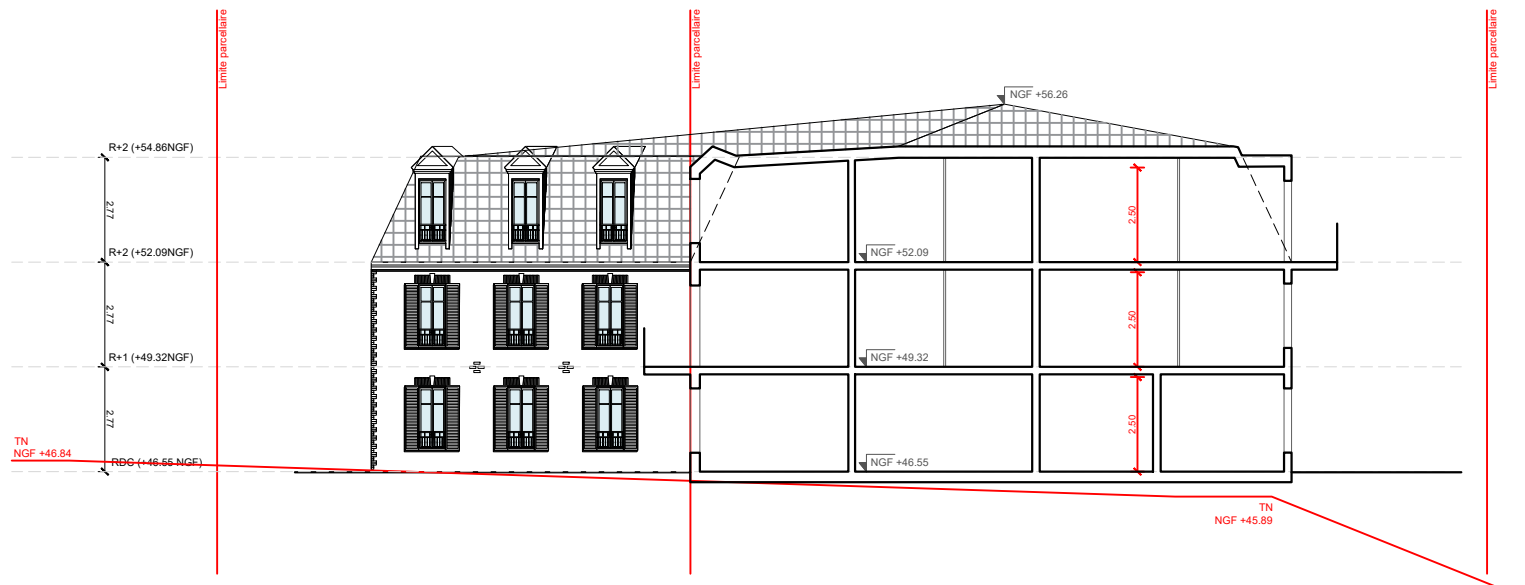 Limite parcellaire
Limite parcellaire
Limite parcellaire
NGF +56.26
R+2 (+54.86NGF)
2.77
2.50
R+2 (+52.09NGF)
NGF +52.09
2.77
2.50
R+1 (+49.32NGF)
NGF +49.32
2.77
2.50
TN
NGF +46.84
RDC (+46.55 NGF)
NGF +46.55
TN
NGF +45.89